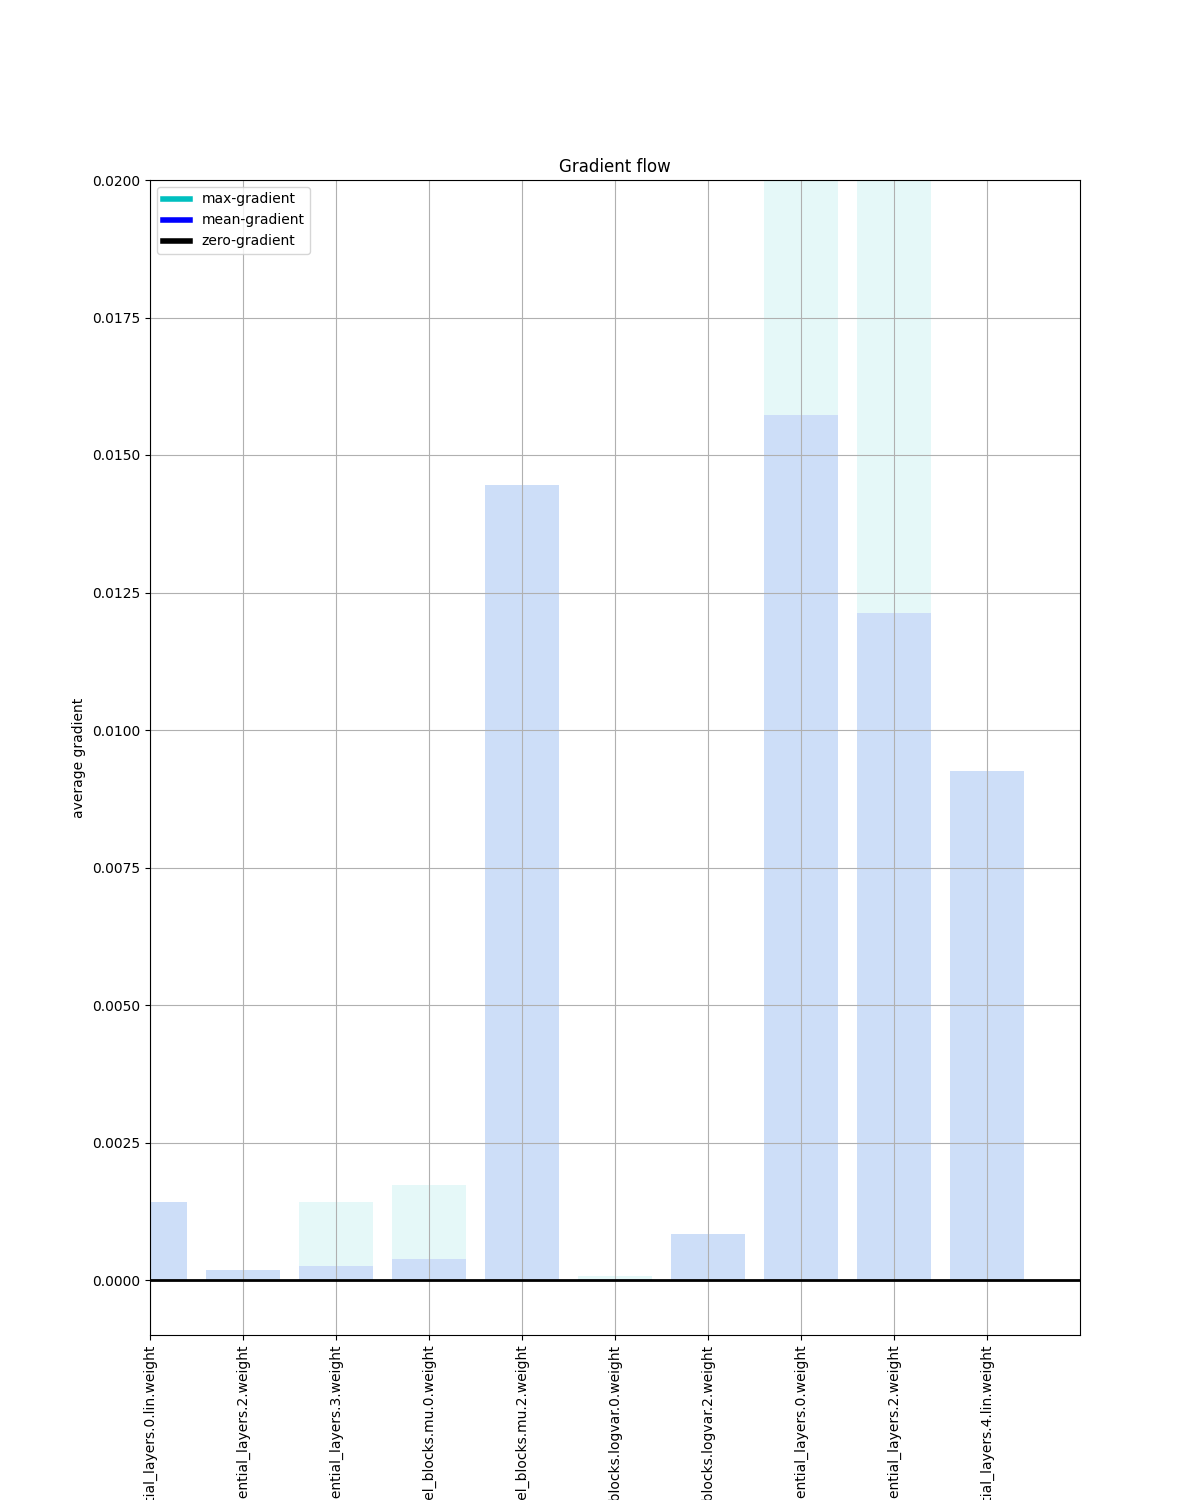 Gradient flow
max-gradient
mean-gradient
zero-gradient
average gradient
0.0200
0.0175
0.0150
0.0125
0.0100
0.0075
0.0050
0.0025
0.0000
tial_layers.0.lin.weight
ential_layers.2.weight
ential_layers.3.weight
el_blocks.mu.0.weight
el_blocks.mu.2.weight
blocks.logvar.0.weight
blocks.logvar.2.weight
ential_layers.0.weight
ential_layers.2.weight
tial_layers.4.lin.weight